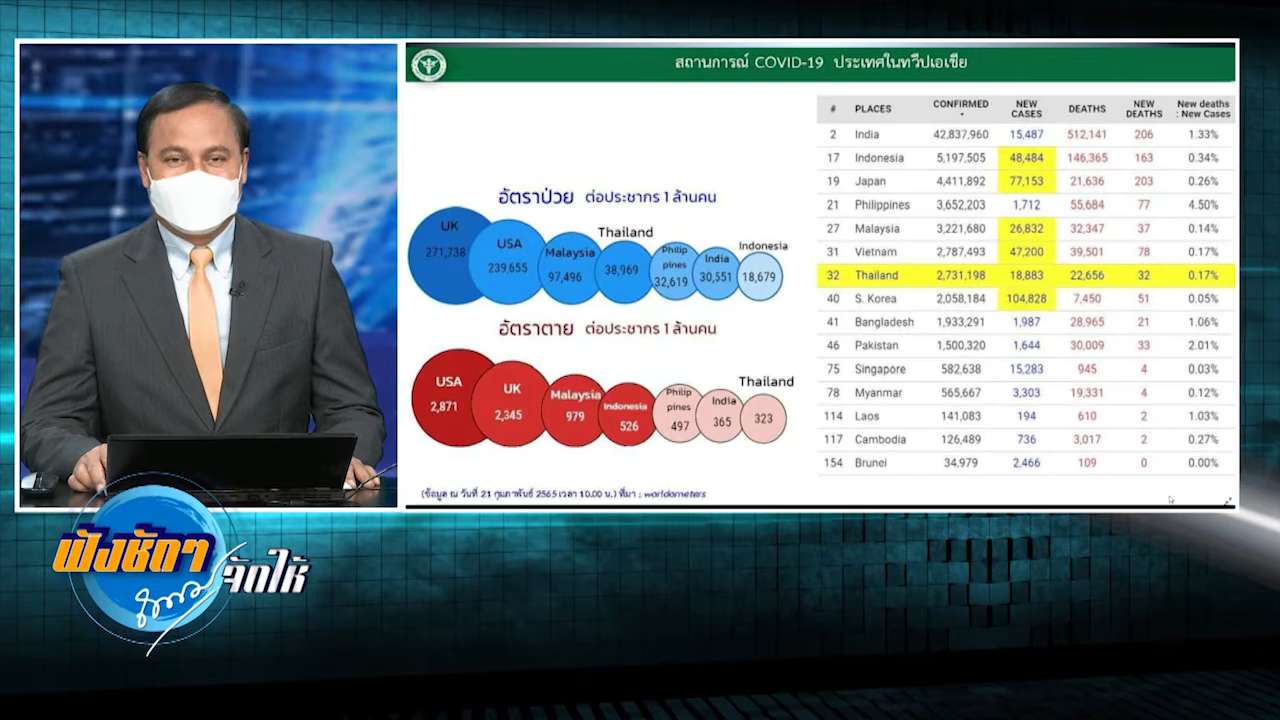 สถานการณ์ COVID-19 ประเทศในทวีปเอเชีย
อัตราป่วย ต่อประชากร 1 ล้านคน
UK 271,738
USA 239,655
Malaysia 97,496
Thailand 38,969
Philip pines 32,619
India 30,551
Indonesia 18,679
อัตราตาย ต่อประชากร 1 ล้านคน
USA 2,871
UK 2,345
Malaysia 979
Indonesia 526
Philip pines 497
India 365
Thailand 323
(ข้อมูล ณ วันที่ 21 กุมภาพันธ์ 2565 เวลา 10.00 น.) ที่มา : worldometers
# PLACES CONFIRMED NEW CASES DEATHS NEW DEATHS New deaths : New Cases
2 India 42,837,960 15,487 512,141 206 1.33%
17 Indonesia 5,197,505 48,484 146,365 163 0.34%
19 Japan 4,411,892 77,153 21,636 203 0.26%
21 Philippines 3,652,203 1,712 55,684 77 4.50%
27 Malaysia 3,221,680 26,832 32,347 37 0.14%
31 Vietnam 2,787,493 47,200 39,501 78 0.17%
32 Thailand 2,731,198 18,883 22,656 32 0.17%
40 S. Korea 2,058,184 104,828 7,450 51 0.05%
41 Bangladesh 1,933,291 1,987 28,965 21 1.06%
46 Pakistan 1,500,320 1,644 30,009 33 2.01%
75 Singapore 582,638 15,283 945 4 0.03%
78 Myanmar 565,667 3,303 19,331 4 0.12%
114 Laos 141,083 194 610 2 1.03%
117 Cambodia 126,489 736 3,017 2 0.27%
154 Brunei 34,979 2,466 109 0 0.00%
ฟังชัดๆ
จัดให้